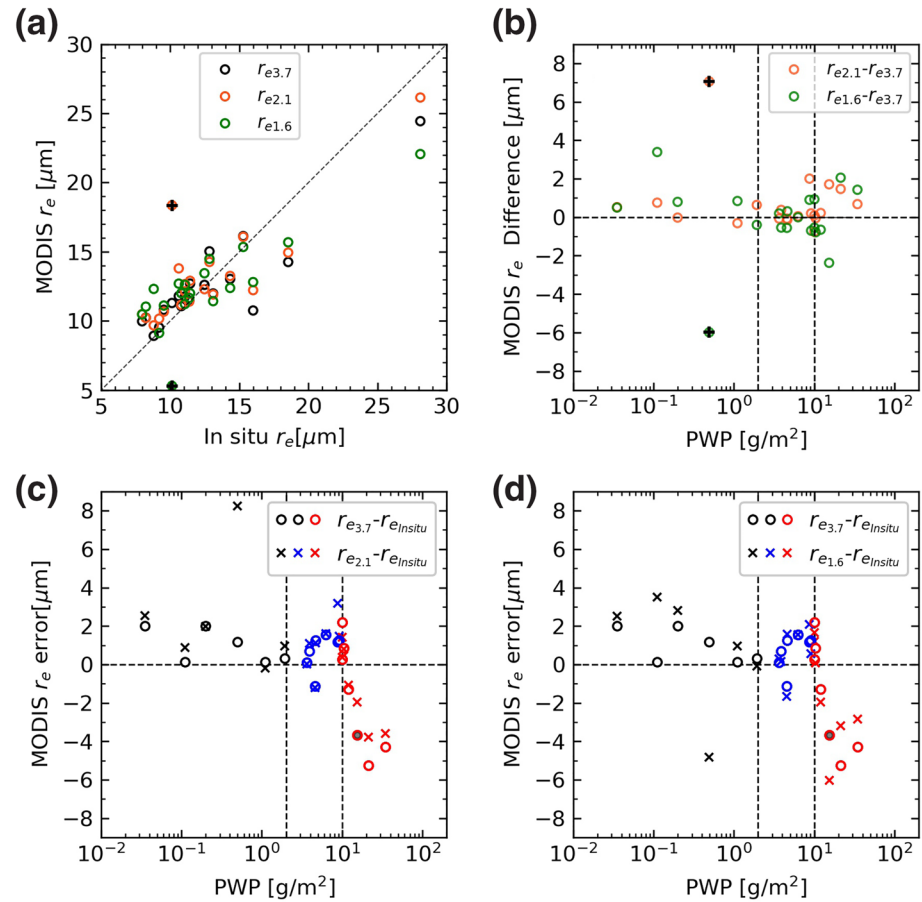 (a)
30
25
20
15
10
5
MODIS r_e [μm]
r_e3.7
r_e2.1
r_e1.6
5 10 15 20 25 30
In situ r_e[μm]
(b)
8
6
4
2
0
−2
−4
−6
−8
MODIS r_e Difference [μm]
r_e2.1-r_e3.7
r_e1.6-r_e3.7
10^−2 10^−1 10^0 10^1 10^2
PWP [g/m^2]
(c)
8
6
4
2
0
−2
−4
−6
−8
MODIS r_e error[μm]
r_e3.7-r_eInsitu
r_e2.1-r_eInsitu
10^−2 10^−1 10^0 10^1 10^2
PWP [g/m^2]
(d)
8
6
4
2
0
−2
−4
−6
−8
MODIS r_e error[μm]
r_e3.7-r_eInsitu
r_e1.6-r_eInsitu
10^−2 10^−1 10^0 10^1 10^2
PWP [g/m^2]